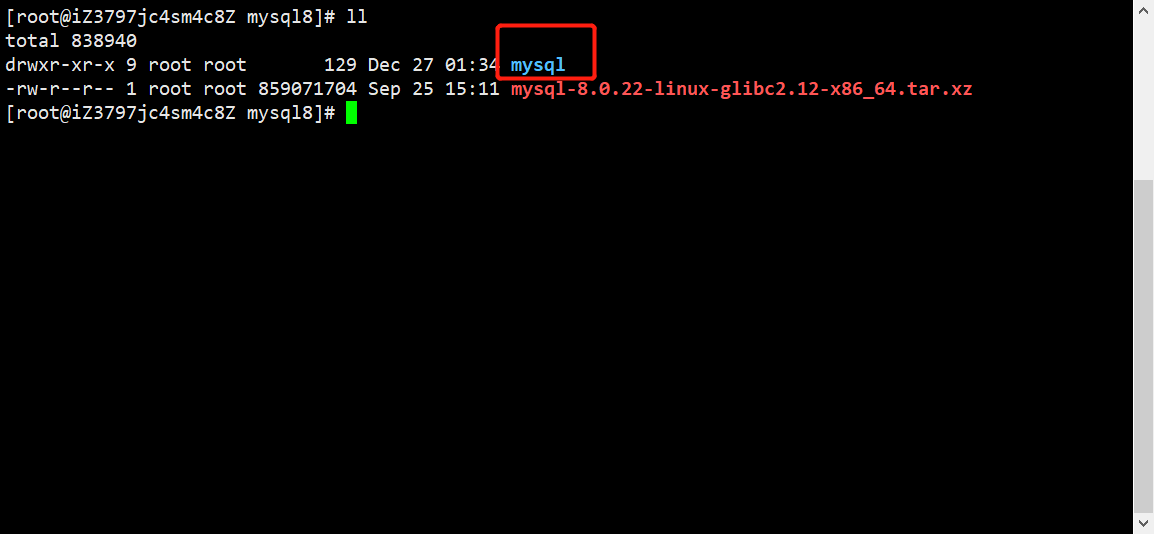 [root@iZ3797jc4sm4c8Z mysql8]# ll
total 838940
drwxr-xr-x 9 root root       129 Dec 27 01:34 mysql
-rw-r--r-- 1 root root 859071704 Sep 25 15:11 mysql-8.0.22-linux-glibc2.12-x86_64.tar.xz
[root@iZ3797jc4sm4c8Z mysql8]#